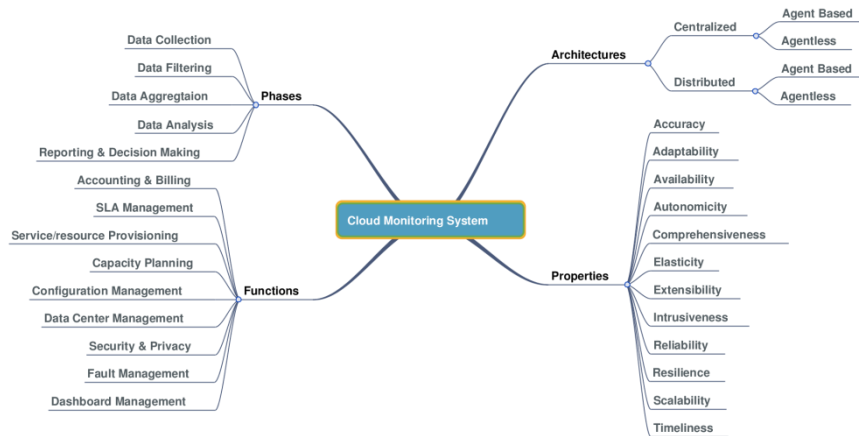 Cloud Monitoring System
Phases
Data Collection
Data Filtering
Data Aggregtaion
Data Analysis
Reporting & Decision Making
Functions
Accounting & Billing
SLA Management
Service/resource Provisioning
Capacity Planning
Configuration Management
Data Center Management
Security & Privacy
Fault Management
Dashboard Management
Architectures
Centralized
Agent Based
Agentless
Distributed
Agent Based
Agentless
Properties
Accuracy
Adaptability
Availability
Autonomicity
Comprehensiveness
Elasticity
Extensibility
Intrusiveness
Reliability
Resilience
Scalability
Timeliness